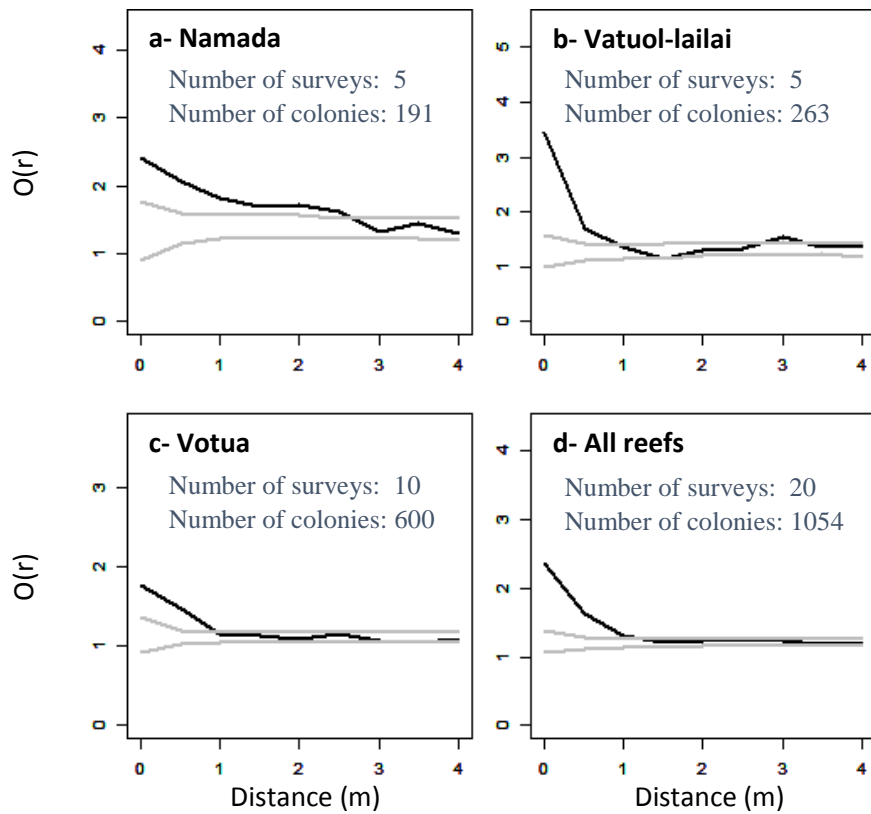 a- Namada
Number of surveys: 5
Number of colonies: 191
O(r)
4
3
2
1
0
0 1 2 3 4
b- Vatuol-lailai
Number of surveys: 5
Number of colonies: 263
5
4
3
2
1
0
0 1 2 3 4
c- Votua
Number of surveys: 10
Number of colonies: 600
O(r)
3
2
1
0
0 1 2 3 4
Distance (m)
d- All reefs
Number of surveys: 20
Number of colonies: 1054
4
3
2
1
0
0 1 2 3 4
Distance (m)